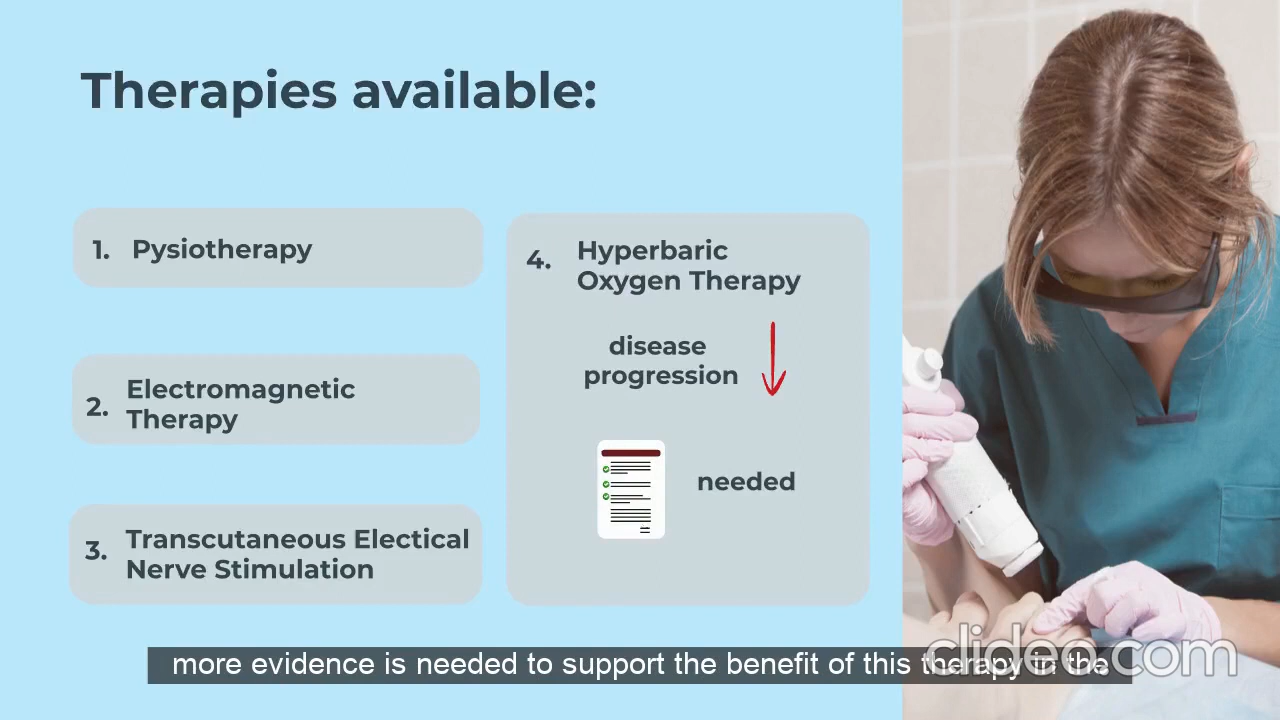 Therapies available:
1. Pysiotherapy
2. Electromagnetic
Therapy
3. Transcutaneous Electical
Nerve Stimulation
4. Hyperbaric
Oxygen Therapy
disease
progression
needed
more evidence is needed to support the benefit of this therapy in the
clideo.com